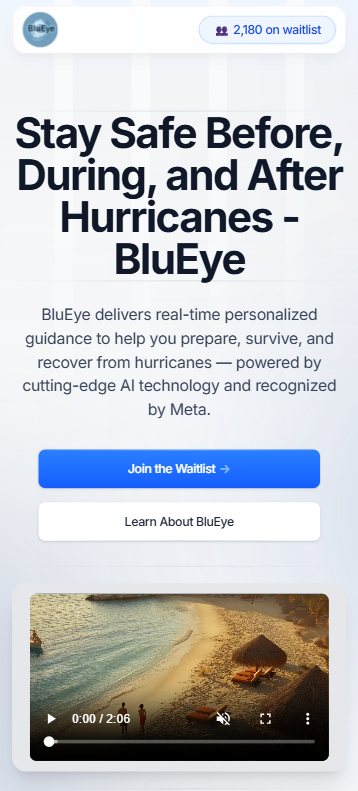 BluEye
2,180 on waitlist
Stay Safe Before,
During, and After
Hurricanes -
BluEye
BluEye delivers real-time personalized
guidance to help you prepare, survive, and
recover from hurricanes — powered by
cutting-edge AI technology and recognized
by Meta.
Join the Waitlist →
Learn About BluEye
0:00 / 2:06